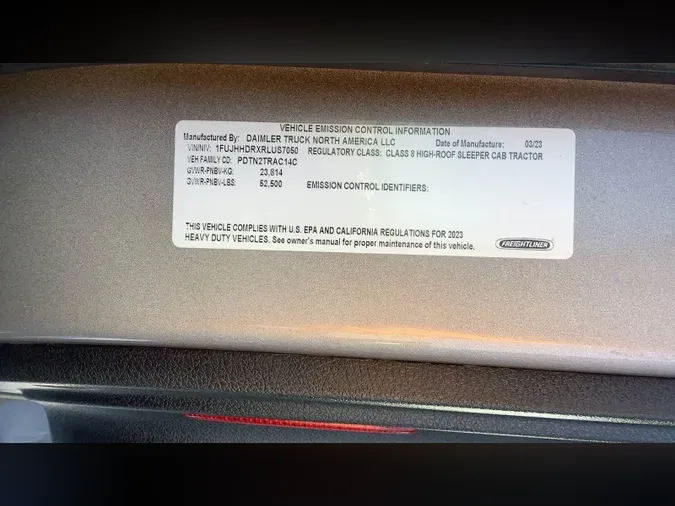 VEHICLE EMISSION CONTROL INFORMATION
Manufactured By: DAIMLER TRUCK NORTH AMERICA LLC Date of Manufacture: 03/23
VIN/NIV: 1FUJHHDRXRLUS7050 REGULATORY CLASS: CLASS 8 HIGH-ROOF SLEEPER CAB TRACTOR
VEH FAMILY CD: PDTN2TRAC14C
GVWR-PNBV-KG: 23,814
GVWR-PNBV-LBS: 52,500 EMISSION CONTROL IDENTIFIERS:
THIS VEHICLE COMPLIES WITH U.S. EPA AND CALIFORNIA REGULATIONS FOR 2023
HEAVY DUTY VEHICLES. See owner's manual for proper maintenance of this vehicle. FREIGHTLINER